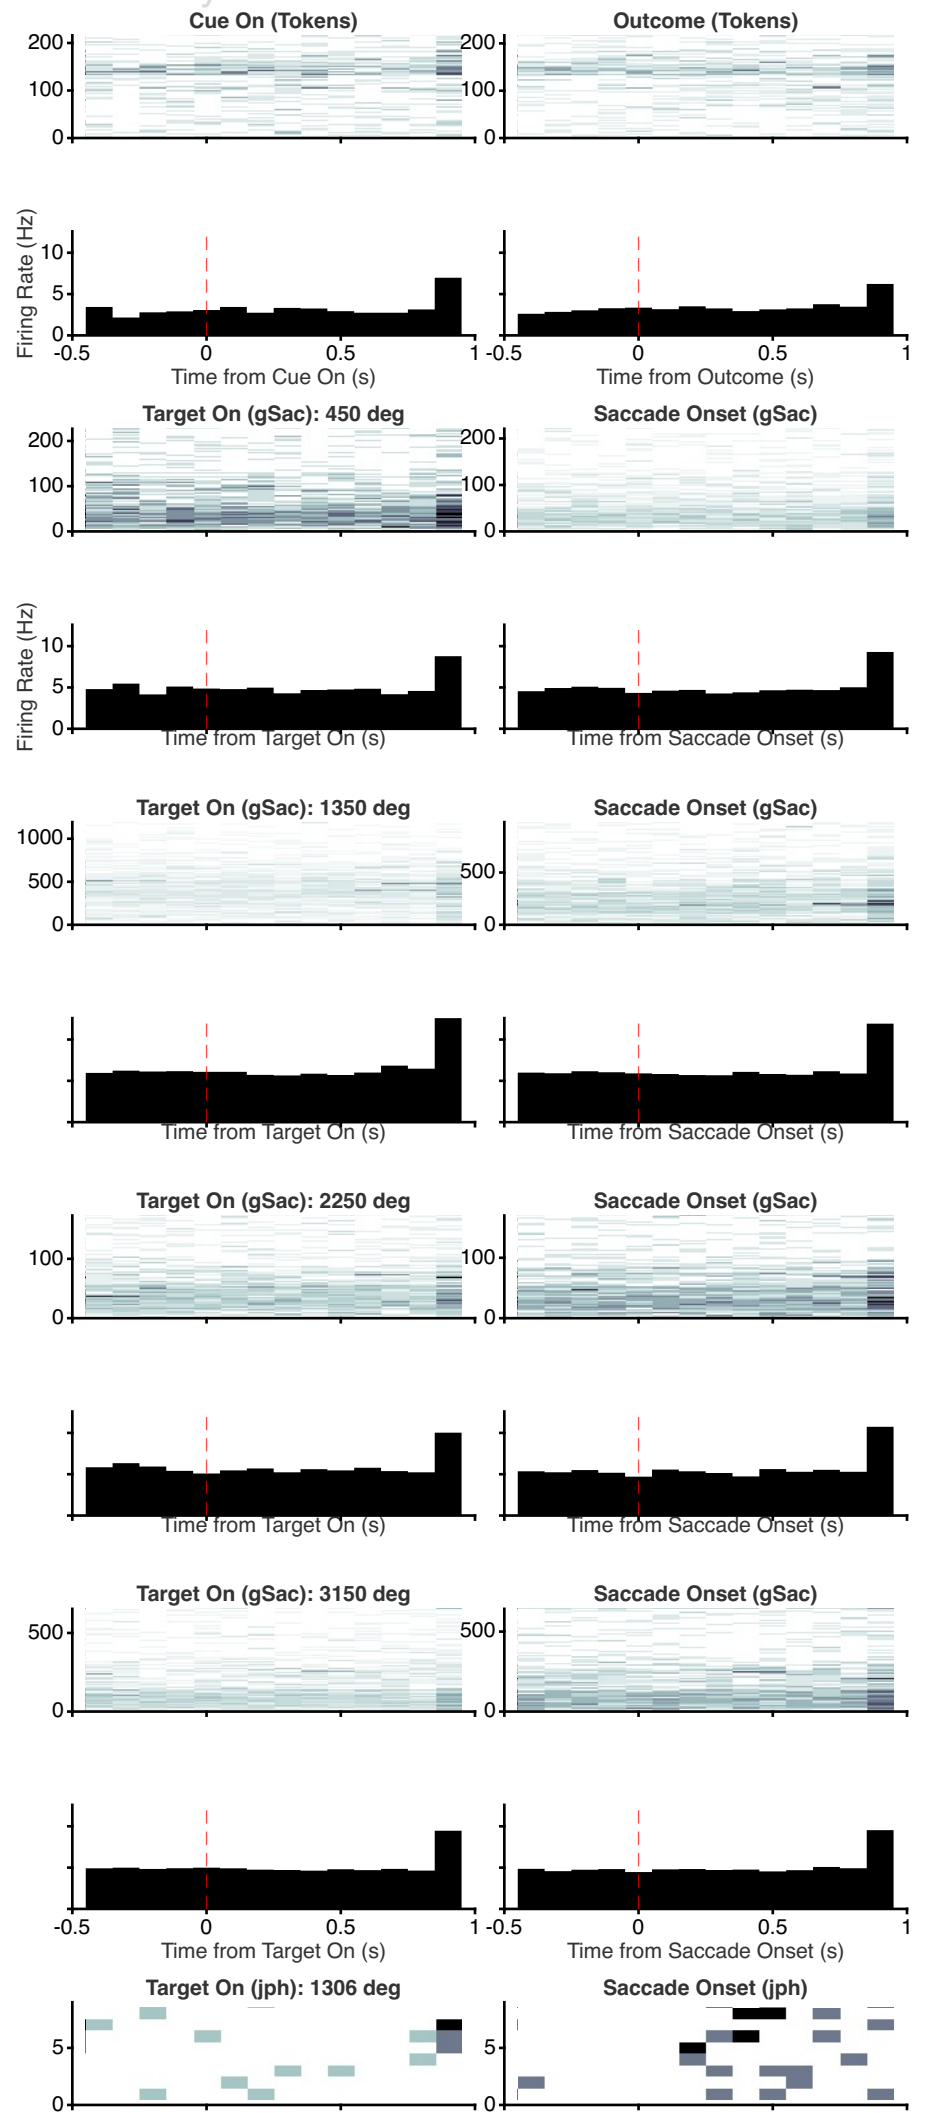 Cue On (Tokens) Outcome (Tokens)
200 200
100 100
0 0
Firing Rate (Hz)
10
5
0
-0.5 0 0.5 1 -0.5 0 0.5 1
Time from Cue On (s) Time from Outcome (s)
Target On (gSac): 450 deg Saccade Onset (gSac)
200 200
100 100
0 0
Firing Rate (Hz)
10
5
0
Time from Target On (s) Time from Saccade Onset (s)
Target On (gSac): 1350 deg Saccade Onset (gSac)
1000
500 500
0 0
Time from Target On (s) Time from Saccade Onset (s)
Target On (gSac): 2250 deg Saccade Onset (gSac)
100 100
0 0
Time from Target On (s) Time from Saccade Onset (s)
Target On (gSac): 3150 deg Saccade Onset (gSac)
500 500
0 0
-0.5 0 0.5 1 -0.5 0 0.5 1
Time from Target On (s) Time from Saccade Onset (s)
Target On (jph): 1306 deg Saccade Onset (jph)
5 5
0 0